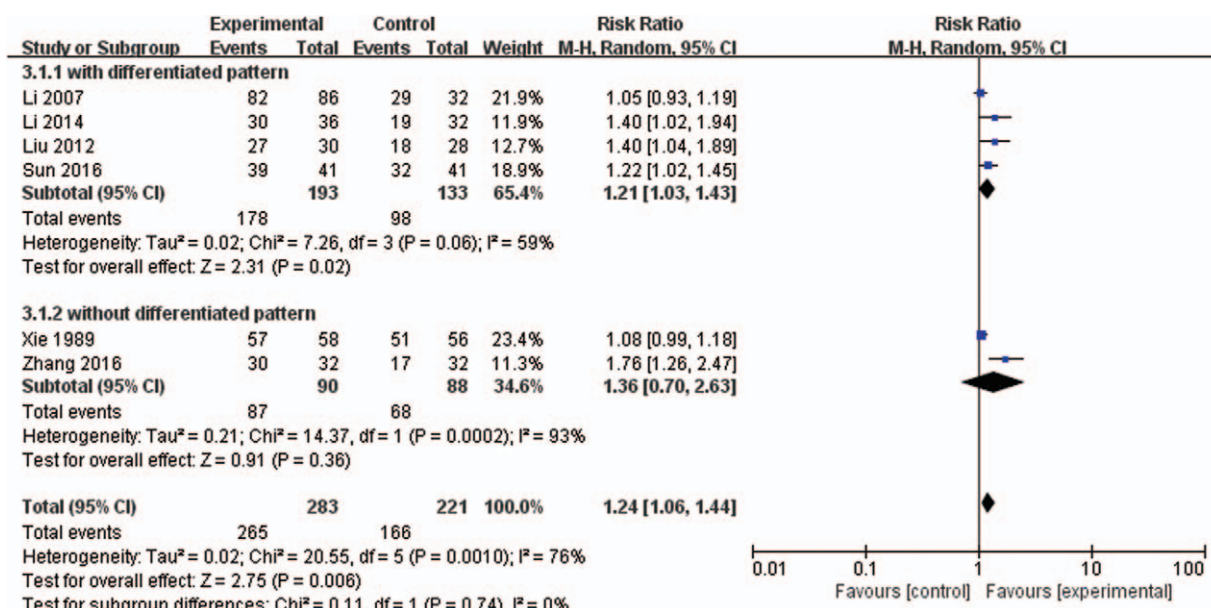 Experimental Control Risk Ratio Risk Ratio
Study or Subgroup Events Total Events Total Weight M-H, Random, 95% CI M-H, Random, 95% CI
3.1.1 with differentiated pattern
Li 2007 82 86 29 32 21.9% 1.05 [0.93, 1.19]
Li 2014 30 36 19 32 11.9% 1.40 [1.02, 1.94]
Liu 2012 27 30 18 28 12.7% 1.40 [1.04, 1.89]
Sun 2016 39 41 32 41 18.9% 1.22 [1.02, 1.45]
Subtotal (95% CI) 193 133 65.4% 1.21 [1.03, 1.43]
Total events 178 98
Heterogeneity: Tau² = 0.02; Chi² = 7.26, df = 3 (P = 0.06); I² = 59%
Test for overall effect: Z = 2.31 (P = 0.02)
3.1.2 without differentiated pattern
Xie 1989 57 58 51 56 23.4% 1.08 [0.99, 1.18]
Zhang 2016 30 32 17 32 11.3% 1.76 [1.26, 2.47]
Subtotal (95% CI) 90 88 34.6% 1.36 [0.70, 2.63]
Total events 87 68
Heterogeneity: Tau² = 0.21; Chi² = 14.37, df = 1 (P = 0.0002); I² = 93%
Test for overall effect: Z = 0.91 (P = 0.36)
Total (95% CI) 283 221 100.0% 1.24 [1.06, 1.44]
Total events 265 166
Heterogeneity: Tau² = 0.02; Chi² = 20.55, df = 5 (P = 0.0010); I² = 76%
Test for overall effect: Z = 2.75 (P = 0.006)
Test for subgroup differences: Chi² = 0.11, df = 1 (P = 0.74), I² = 0%
0.01 0.1 1 10 100
Favours [control] Favours [experimental]